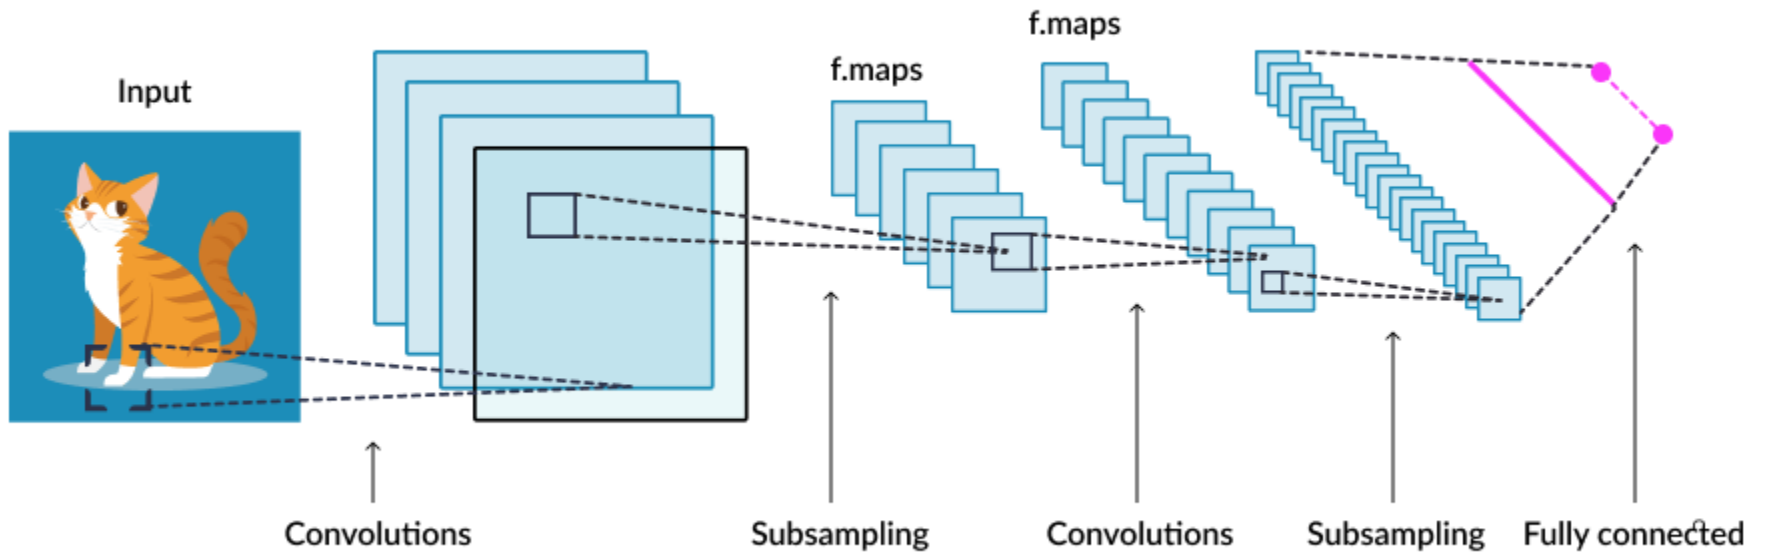 f.maps
f.maps
Input
Convolutions
Subsampling
Convolutions
Subsampling
Fully connected